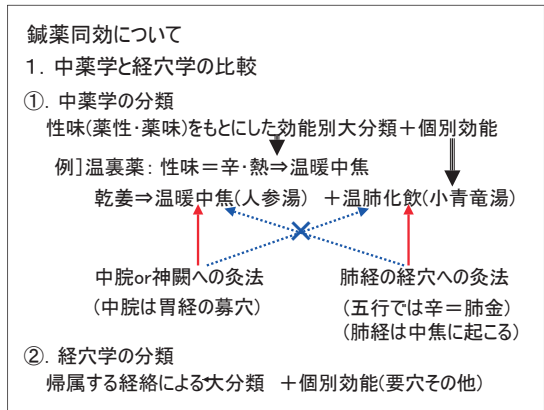 鍼薬同効について
1. 中薬学と経穴学の比較
①. 中薬学の分類
性味(薬性・薬味)をもとにした効能別大分類＋個別効能
例]温裏薬: 性味＝辛・熱⇒温暖中焦
乾姜⇒温暖中焦(人参湯) ＋温肺化飲(小青竜湯)
中脘or神闕への灸法 肺経の経穴への灸法
(中脘は胃経の募穴) (五行では辛＝肺金)
(肺経は中焦に起こる)
②. 経穴学の分類
帰属する経絡による大分類 ＋個別効能(要穴その他)